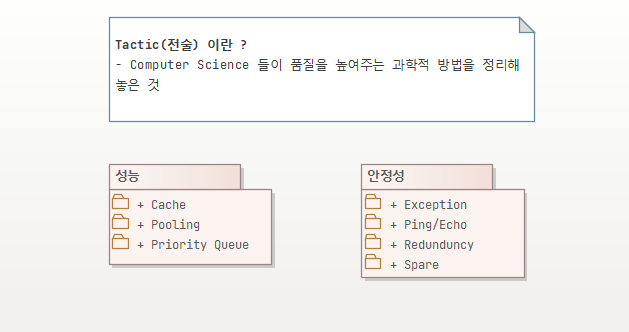 Tactic(전술) 이란 ?
- Computer Science 들이 품질을 높여주는 과학적 방법을 정리해
놓은 것
성능
+ Cache
+ Pooling
+ Priority Queue
안정성
+ Exception
+ Ping/Echo
+ Redunduncy
+ Spare